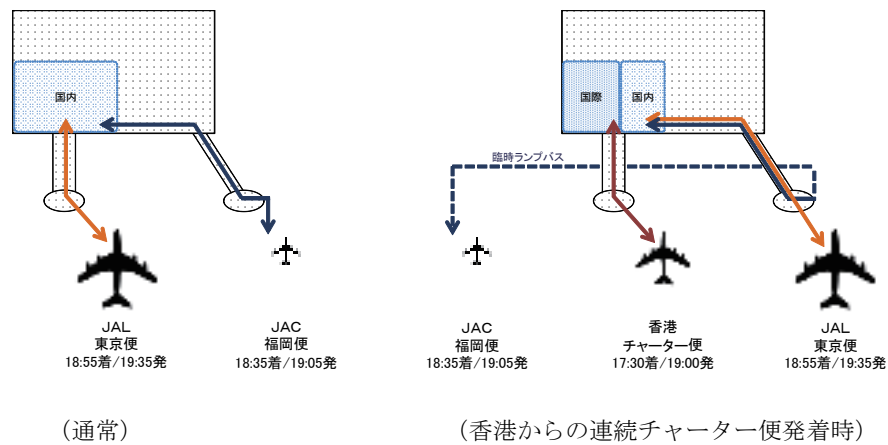 国内
JAL
東京便
18:55着/19:35発
JAC
福岡便
18:35着/19:05発
（通常）
国際
国内
臨時ランプバス
JAC
福岡便
18:35着/19:05発
香港
チャーター便
17:30着/19:00発
JAL
東京便
18:55着/19:35発
（香港からの連続チャーター便発着時）